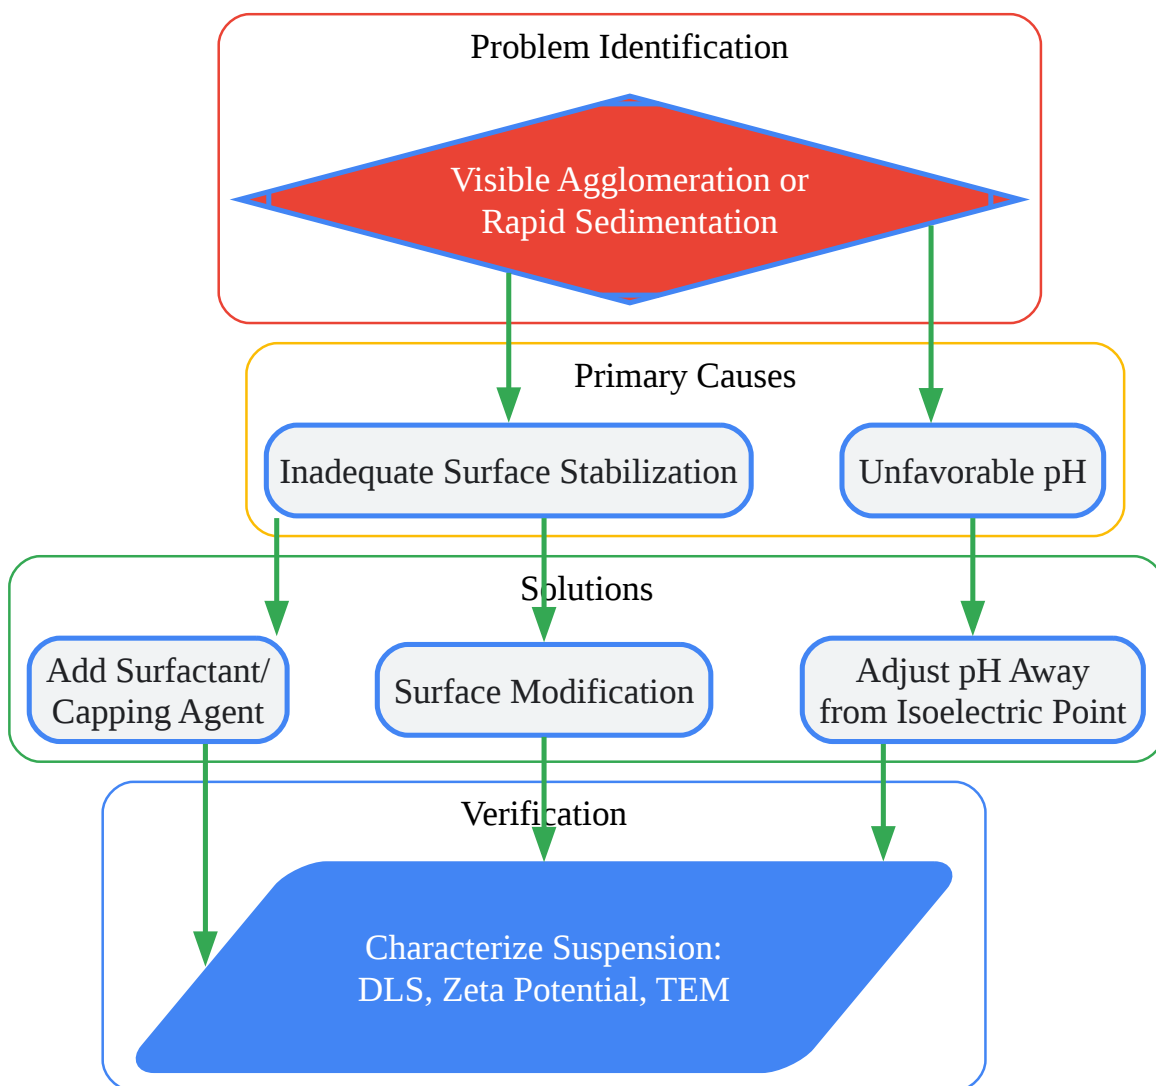 Problem Identification
Visible Agglomeration or
Rapid Sedimentation
Primary Causes
Inadequate Surface Stabilization
Unfavorable pH
Solutions
Add Surfactant/
Capping Agent
Surface Modification
Adjust pH Away
from Isoelectric Point
Verification
Characterize Suspension:
DLS, Zeta Potential, TEM